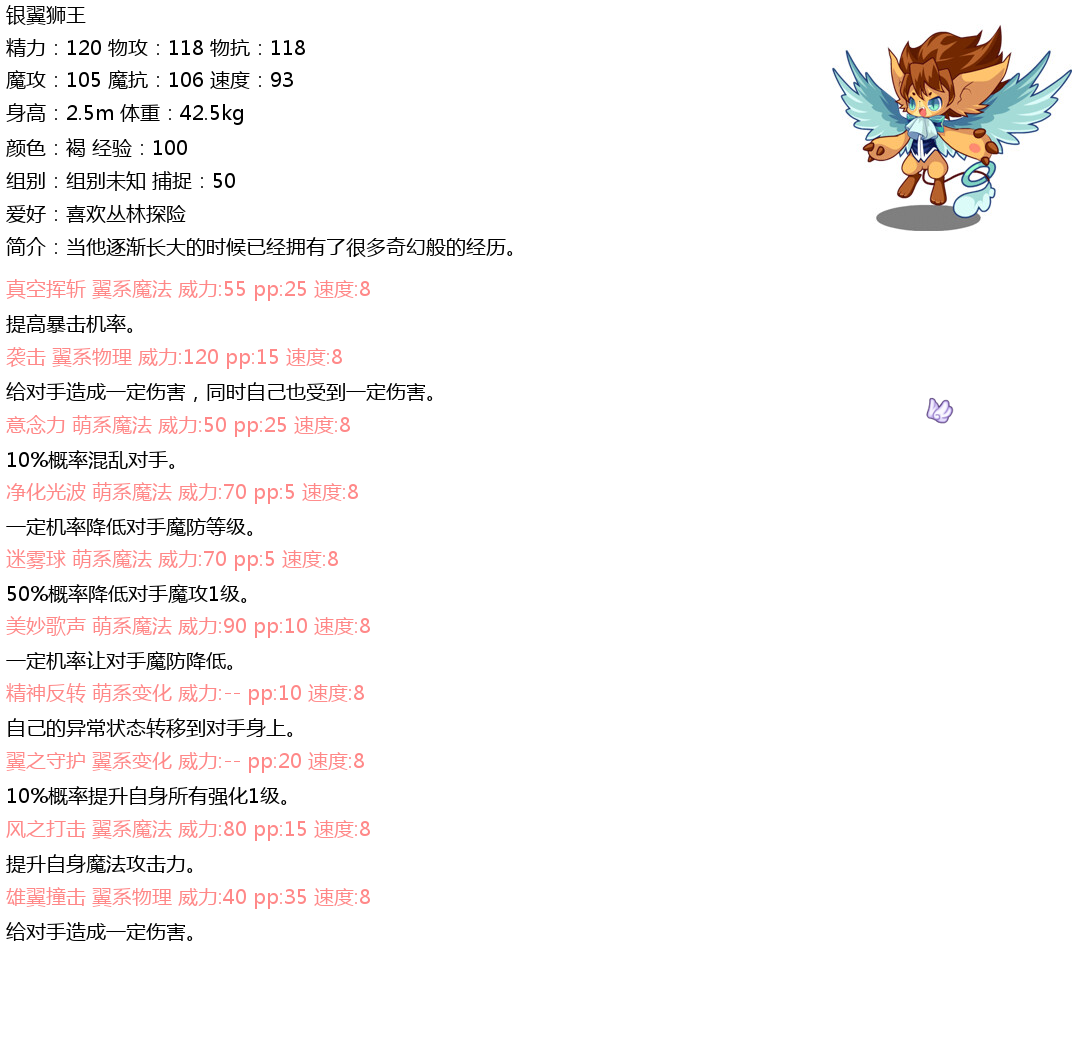 银翼狮王
精力：120 物攻：118 物抗：118
魔攻：105 魔抗：106 速度：93
身高：2.5m 体重：42.5kg
颜色：褐 经验：100
组别：组别未知 捕捉：50
爱好：喜欢丛林探险
简介：当他逐渐长大的时候已经拥有了很多奇幻般的经历。
真空挥斩 翼系魔法 威力:55 pp:25 速度:8
提高暴击机率。
袭击 翼系物理 威力:120 pp:15 速度:8
给对手造成一定伤害，同时自己也受到一定伤害。
意念力 萌系魔法 威力:50 pp:25 速度:8
10%概率混乱对手。
净化光波 萌系魔法 威力:70 pp:5 速度:8
一定机率降低对手魔防等级。
迷雾球 萌系魔法 威力:70 pp:5 速度:8
50%概率降低对手魔攻1级。
美妙歌声 萌系魔法 威力:90 pp:10 速度:8
一定机率让对手魔防降低。
精神反转 萌系变化 威力:-- pp:10 速度:8
自己的异常状态转移到对手身上。
翼之守护 翼系变化 威力:-- pp:20 速度:8
10%概率提升自身所有强化1级。
风之打击 翼系魔法 威力:80 pp:15 速度:8
提升自身魔法攻击力。
雄翼撞击 翼系物理 威力:40 pp:35 速度:8
给对手造成一定伤害。